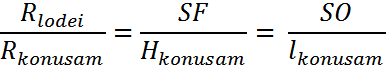 R_lodei / R_konusam = SF / H_konusam = SO / l_konusam